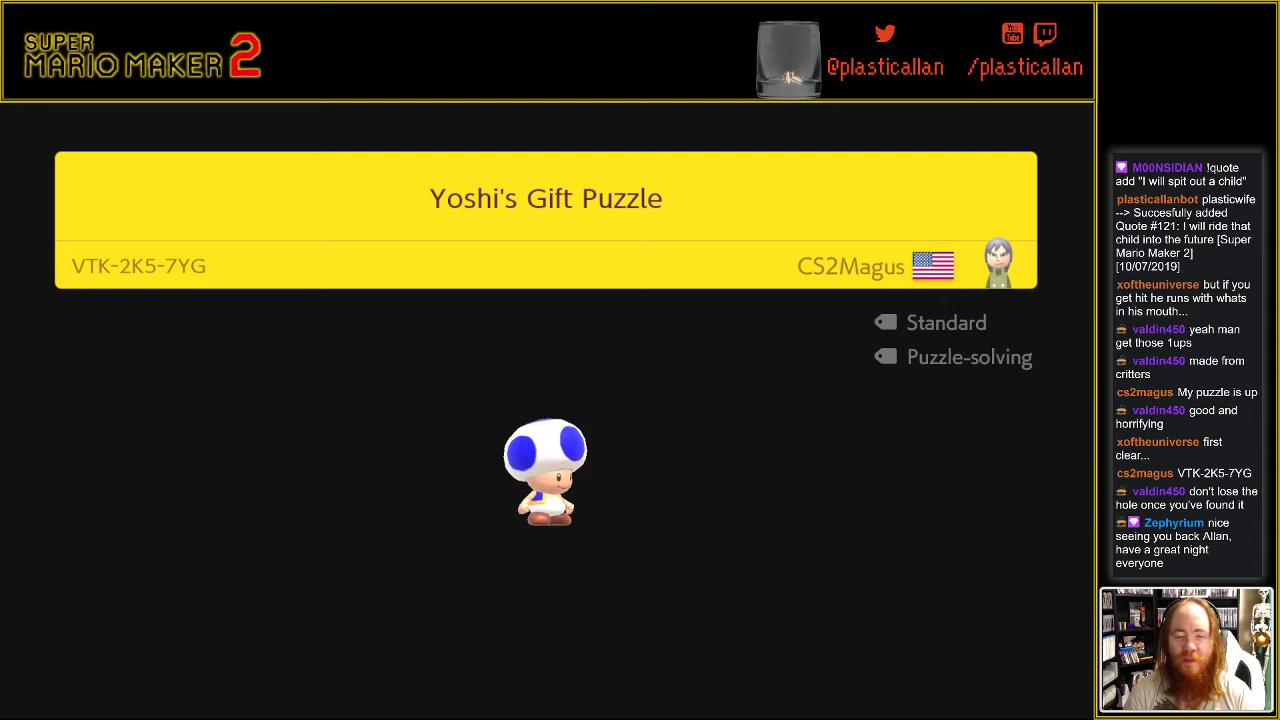 SUPER
MARIO MAKER 2
@plasticallan
You
Tube
/plasticallan
Yoshi's Gift Puzzle
VTK-2K5-7YG
CS2Magus
Standard
Puzzle-solving
M00NSIDIAN !quote
add "I will spit out a child"
plasticallanbot plasticwife
--> Succesfully added
Quote #121: I will ride that
child into the future [Super
Mario Maker 2]
[10/07/2019]
xoftheuniverse but if you
get hit he runs with whats
in his mouth...
valdin450 yeah man
get those 1ups
valdin450 made from
critters
cs2magus My puzzle is up
valdin450 good and
horrifying
xoftheuniverse first
clear...
cs2magus VTK-2K5-7YG
valdin450 don't lose the
hole once you've found it
Zephyrium nice
seeing you back Allan,
have a great night
everyone